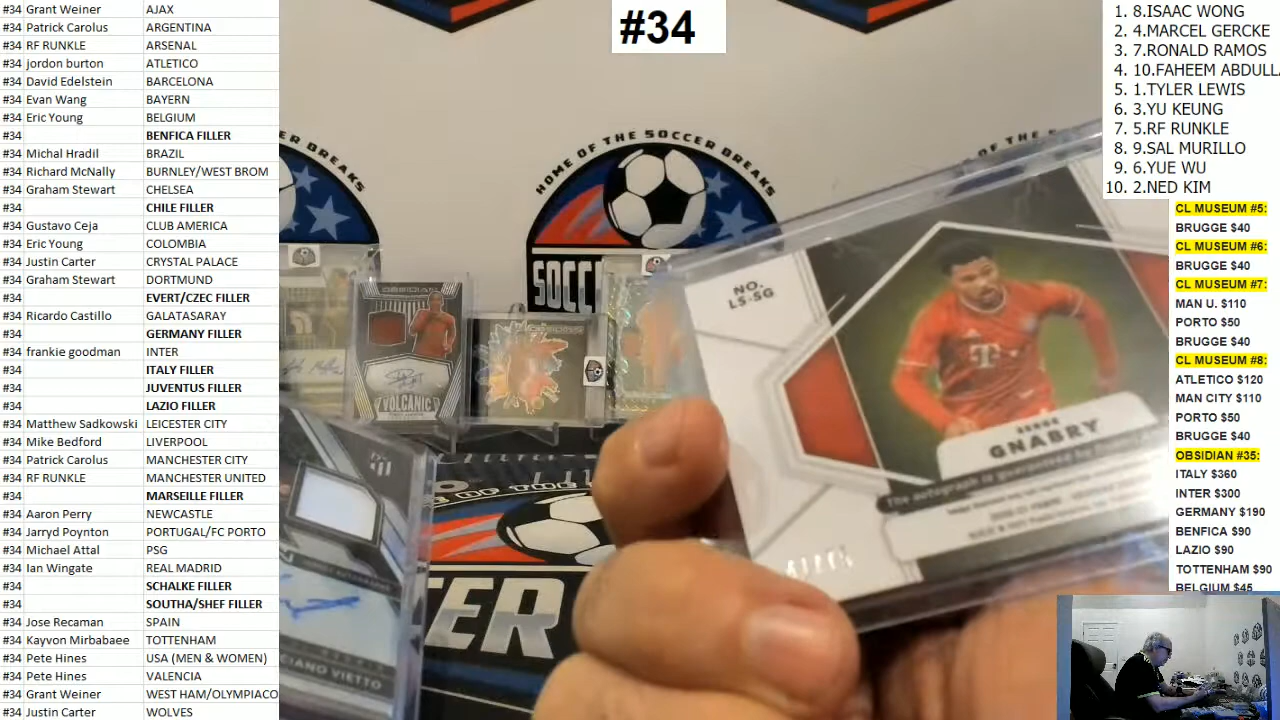 #34 Grant Weiner AJAX
#34 Patrick Carolus ARGENTINA
#34 RF RUNKLE ARSENAL
#34 jordon burton ATLETICO
#34 David Edelstein BARCELONA
#34 Evan Wang BAYERN
#34 Eric Young BELGIUM
#34 BENFICA FILLER
#34 Michal Hradil BRAZIL
#34 Richard McNally BURNLEY/WEST BROM
#34 Graham Stewart CHELSEA
#34 CHILE FILLER
#34 Gustavo Ceja CLUB AMERICA
#34 Eric Young COLOMBIA
#34 Justin Carter CRYSTAL PALACE
#34 Graham Stewart DORTMUND
#34 EVERT/CZEC FILLER
#34 Ricardo Castillo GALATASARAY
#34 GERMANY FILLER
#34 frankie goodman INTER
#34 ITALY FILLER
#34 JUVENTUS FILLER
#34 LAZIO FILLER
#34 Matthew Sadkowski LEICESTER CITY
#34 Mike Bedford LIVERPOOL
#34 Patrick Carolus MANCHESTER CITY
#34 RF RUNKLE MANCHESTER UNITED
#34 MARSEILLE FILLER
#34 Aaron Perry NEWCASTLE
#34 Jarryd Poynton PORTUGAL/FC PORTO
#34 Michael Attal PSG
#34 Ian Wingate REAL MADRID
#34 SCHALKE FILLER
#34 SOUTHA/SHEF FILLER
#34 Jose Recaman SPAIN
#34 Kayvon Mirbabaee TOTTENHAM
#34 Pete Hines USA (MEN & WOMEN)
#34 Pete Hines VALENCIA
#34 Grant Weiner WEST HAM/OLYMPIACO
#34 Justin Carter WOLVES
#34
HOME OF THE SOCCER BREAKS
SOCC
OBSIDIAN
VOLCANIC
CIANO VIETTO
ER
NO.
LS-SG
SERGE
GNABRY
1. 8.ISAAC WONG
2. 4.MARCEL GERCKE
3. 7.RONALD RAMOS
4. 10.FAHEEM ABDULL
5. 1.TYLER LEWIS
6. 3.YU KEUNG
7. 5.RF RUNKLE
8. 9.SAL MURILLO
9. 6.YUE WU
10. 2.NED KIM
CL MUSEUM #5:
BRUGGE $40
CL MUSEUM #6:
BRUGGE $40
CL MUSEUM #7:
MAN U. $110
PORTO $50
BRUGGE $40
CL MUSEUM #8:
ATLETICO $120
MAN CITY $110
PORTO $50
BRUGGE $40
OBSIDIAN #35:
ITALY $360
INTER $300
GERMANY $190
BENFICA $90
LAZIO $90
TOTTENHAM $90
BELGIUM $45